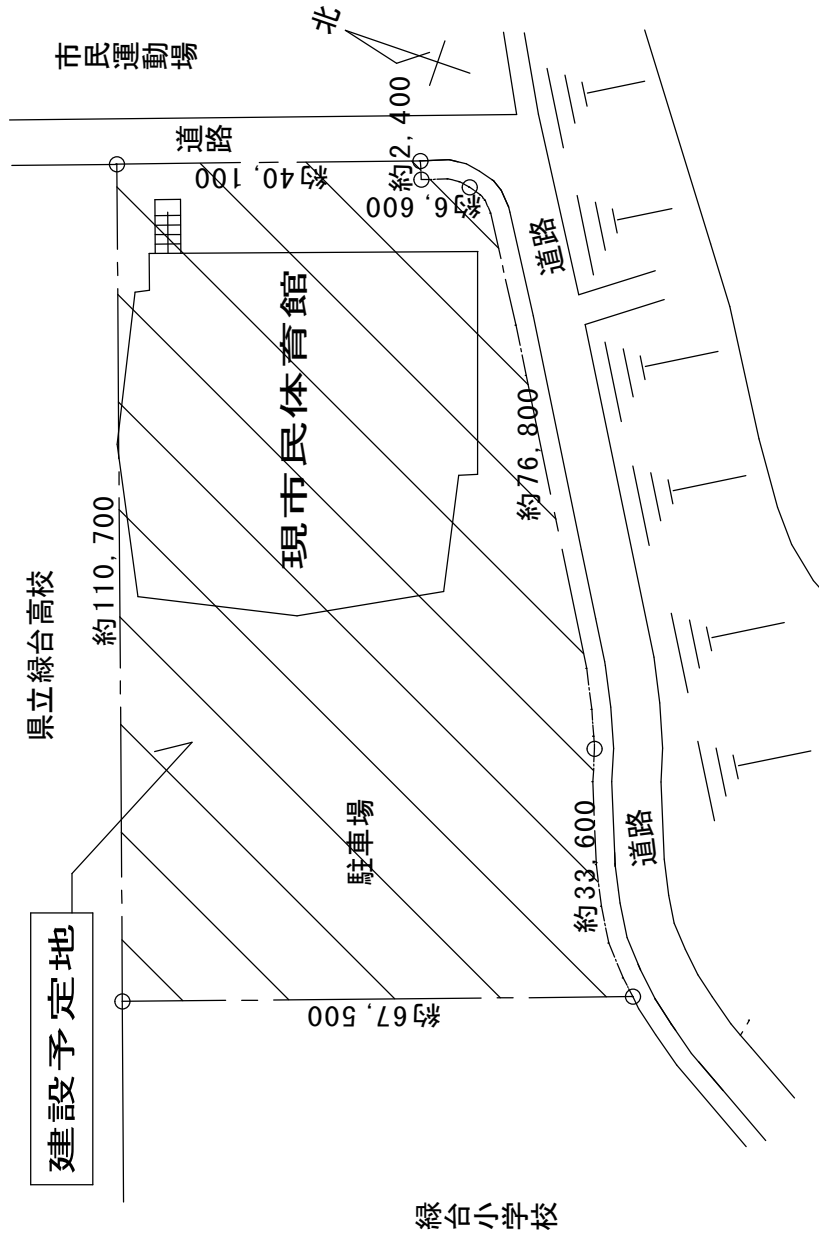 市民運動場
北
道路
約40,100
約2,400
約6,600
道路
現市民体育館
約76,800
県立緑台高校
約110,700
駐車場
約33,600
道路
建設予定地
約67,500
緑台小学校